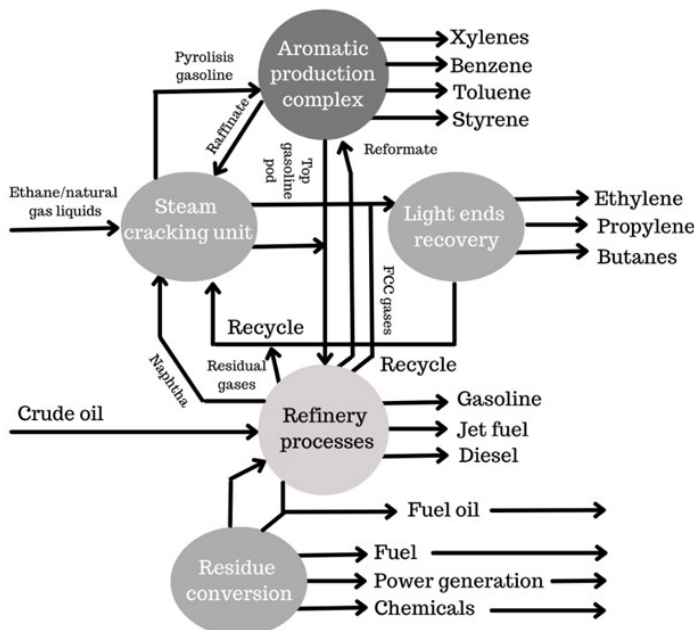 Aromatic
production
complex
Xylenes
Benzene
Toluene
Styrene
Pyrolisis
gasoline
Raffinate
Top
gasoline
pod
Reformate
Ethane/natural
gas liquids
Steam
cracking unit
Light ends
recovery
Ethylene
Propylene
Butanes
FCC gases
Recycle
Recycle
Naphtha
Residual
gases
Crude oil
Refinery
processes
Gasoline
Jet fuel
Diesel
Fuel oil
Residue
conversion
Fuel
Power generation
Chemicals